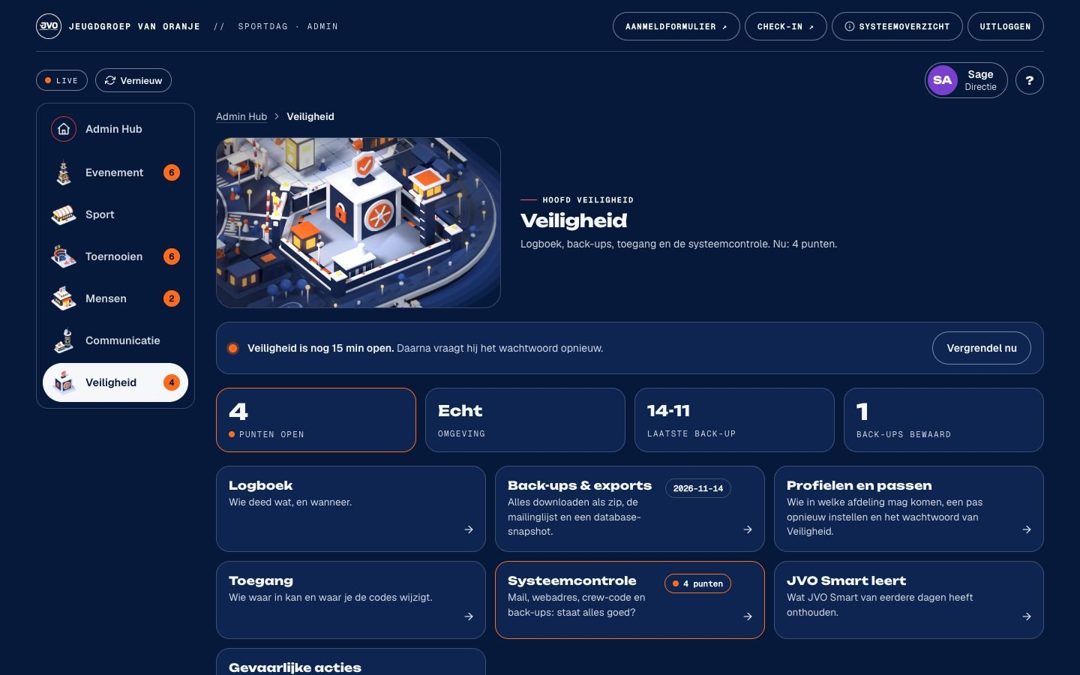 JVO JEUGDGROEP VAN ORANJE // SPORTDAG · ADMIN
AANMELDFORMULIER ↗
CHECK-IN ↗
SYSTEEMOVERZICHT
UITLOGGEN
LIVE
Vernieuw
SA
Sage
Directie
?
Admin Hub
Evenement 6
Sport
Toernooien 6
Mensen 2
Communicatie
Veiligheid 4
Admin Hub > Veiligheid
HOOFD VEILIGHEID
Veiligheid
Logboek, back-ups, toegang en de systeemcontrole. Nu: 4 punten.
Veiligheid is nog 15 min open. Daarna vraagt hij het wachtwoord opnieuw.
Vergrendel nu
4
PUNTEN OPEN
Echt
OMGEVING
14-11
LAATSTE BACK-UP
1
BACK-UPS BEWAARD
Logboek
Wie deed wat, en wanneer.
→
Back-ups & exports
2026-11-14
Alles downloaden als zip, de
mailinglijst en een database-
snapshot.
→
Profielen en passen
Wie in welke afdeling mag komen, een pas
opnieuw instellen en het wachtwoord van
Veiligheid.
→
Toegang
Wie waar in kan en waar je de codes wijzigt.
→
Systeemcontrole
4 punten
Mail, webadres, crew-code en
back-ups: staat alles goed?
→
JVO Smart leert
Wat JVO Smart van eerdere dagen heeft
onthouden.
→
Gevaarlijke acties